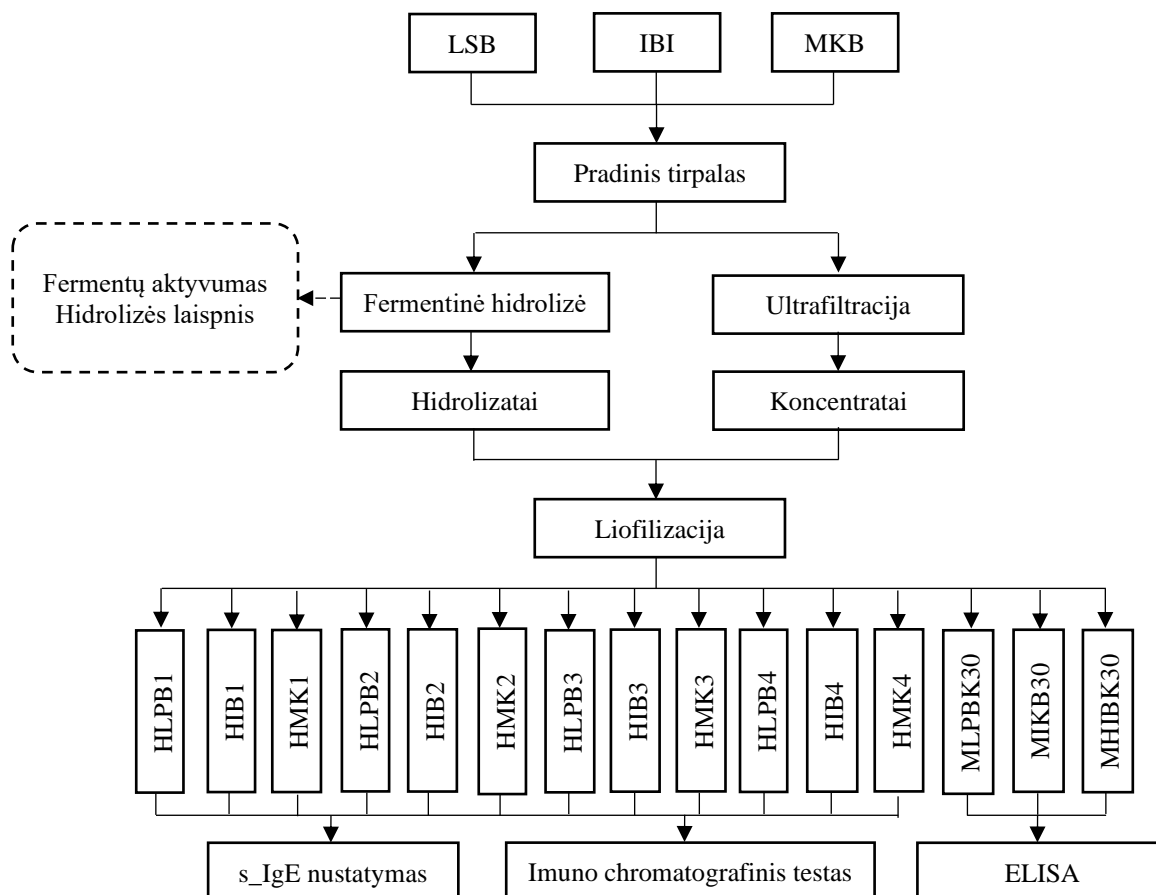 LSB
IBI
MKB
Pradinis tirpalas
Fermentų aktyvumas
Hidrolizės laispnis
Fermentinė hidrolizė
Ultrafiltracija
Hidrolizatai
Koncentratai
Liofilizacija
HLPB1
HIB1
HMK1
HLPB2
HIB2
HMK2
HLPB3
HIB3
HMK3
HLPB4
HIB4
HMK4
MLPBK30
MIKB30
MHIBK30
s_IgE nustatymas
Imuno chromatografinis testas
ELISA